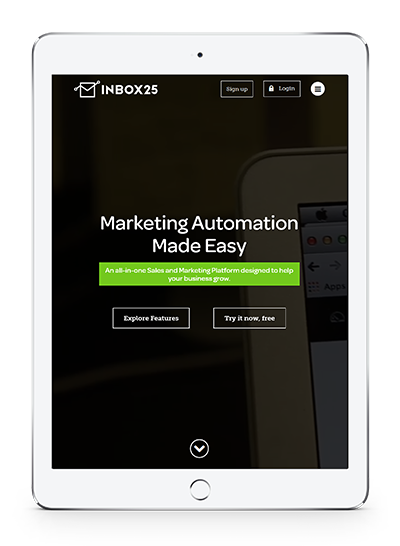 INBOX25
Sign up
Login
Marketing Automation
Made Easy
An all-in-one Sales and Marketing Platform designed to help
your business grow.
Explore Features
Try it now, free
Apps